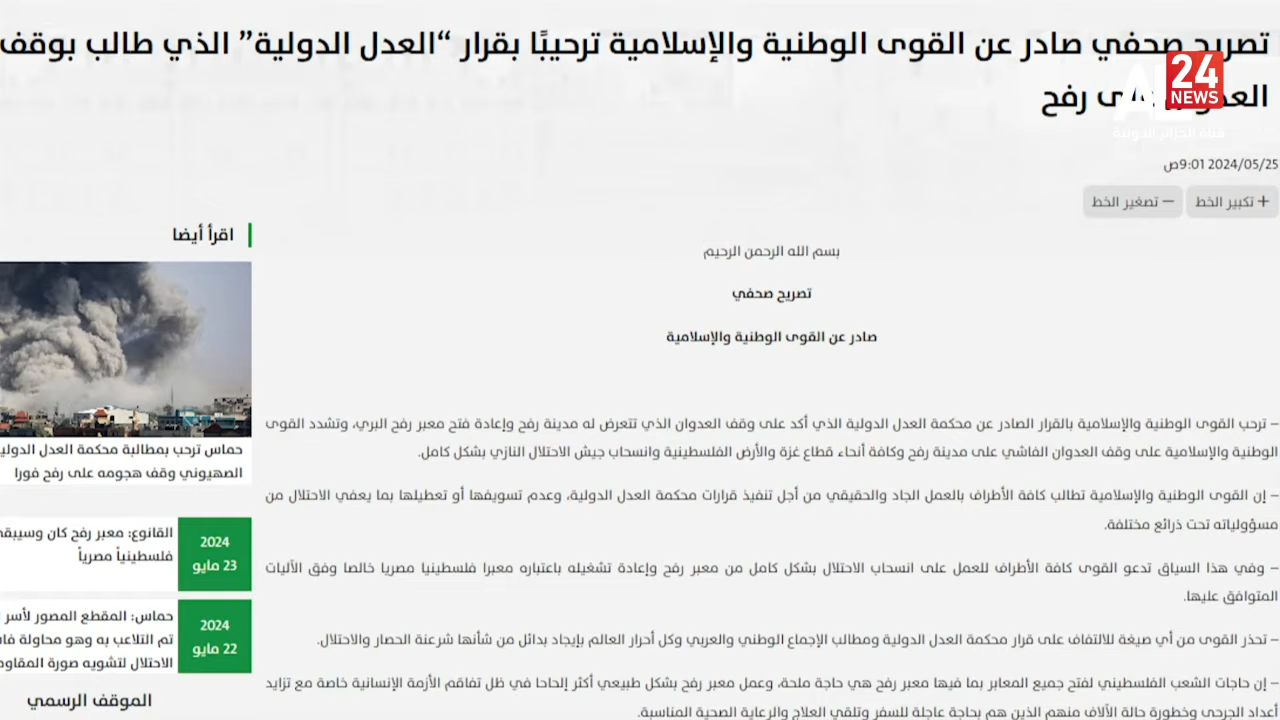 تصريح صحفي صادر عن القوى الوطنية والإسلامية ترحيبًا بقرار “العدل الدولية” الذي طالب بوقف
على رفح
24
NEWS
AL
قناة الجزائر الدولية
2024/05/25 9:01ص
+ تكبير الخط – تصغير الخط
بسم الله الرحمن الرحيم
تصريح صحفي
صادر عن القوى الوطنية والإسلامية
– ترحب القوى الوطنية والإسلامية بالقرار الصادر عن محكمة العدل الدولية الذي أكد على وقف العدوان الذي تتعرض له مدينة رفح وإعادة فتح معبر رفح البري، وتشدد القوى
الوطنية والإسلامية على وقف العدوان الفاشي على مدينة رفح وكافة أنحاء قطاع غزة والأرض الفلسطينية وانسحاب جيش الاحتلال النازي بشكل كامل.
– إن القوى الوطنية والإسلامية تطالب كافة الأطراف بالعمل الجاد والحقيقي من أجل تنفيذ قرارات محكمة العدل الدولية، وعدم تسويفها أو تعطيلها بما يعفي الاحتلال من
مسؤولياته تحت ذرائع مختلفة.
– وفي هذا السياق تدعو القوى كافة الأطراف للعمل على انسحاب الاحتلال بشكل كامل من معبر رفح وإعادة تشغيله باعتباره معبرا فلسطينيا مصريا خالصا وفق الآليات
المتوافق عليها.
– تحذر القوى من أي صيغة للالتفاف على قرار محكمة العدل الدولية ومطالب الإجماع الوطني والعربي وكل أحرار العالم بإيجاد بدائل من شأنها شرعنة الحصار والاحتلال.
– إن حاجات الشعب الفلسطيني لفتح جميع المعابر بما فيها معبر رفح هي حاجة ملحة، وعمل معبر رفح بشكل طبيعي أكثر إلحاحا في ظل تفاقم الأزمة الإنسانية خاصة مع تزايد
أعداد الجرحى وخطورة حالة الآلاف منهم الذين هم بحاجة عاجلة للسفر وتلقي العلاج والرعاية الصحية المناسبة.
اقرأ أيضا
حماس ترحب بمطالبة محكمة العدل
الصهيوني وقف هجومه على رفح فورا
2024
23 مايو
القانوع: معبر رفح كان
فلسطينياً مصرياً
2024
22 مايو
حماس: المقطع المصور لأسر
تم التلاعب به وهو محاولة
الاحتلال لتشويه صورة
الموقف الرسمي